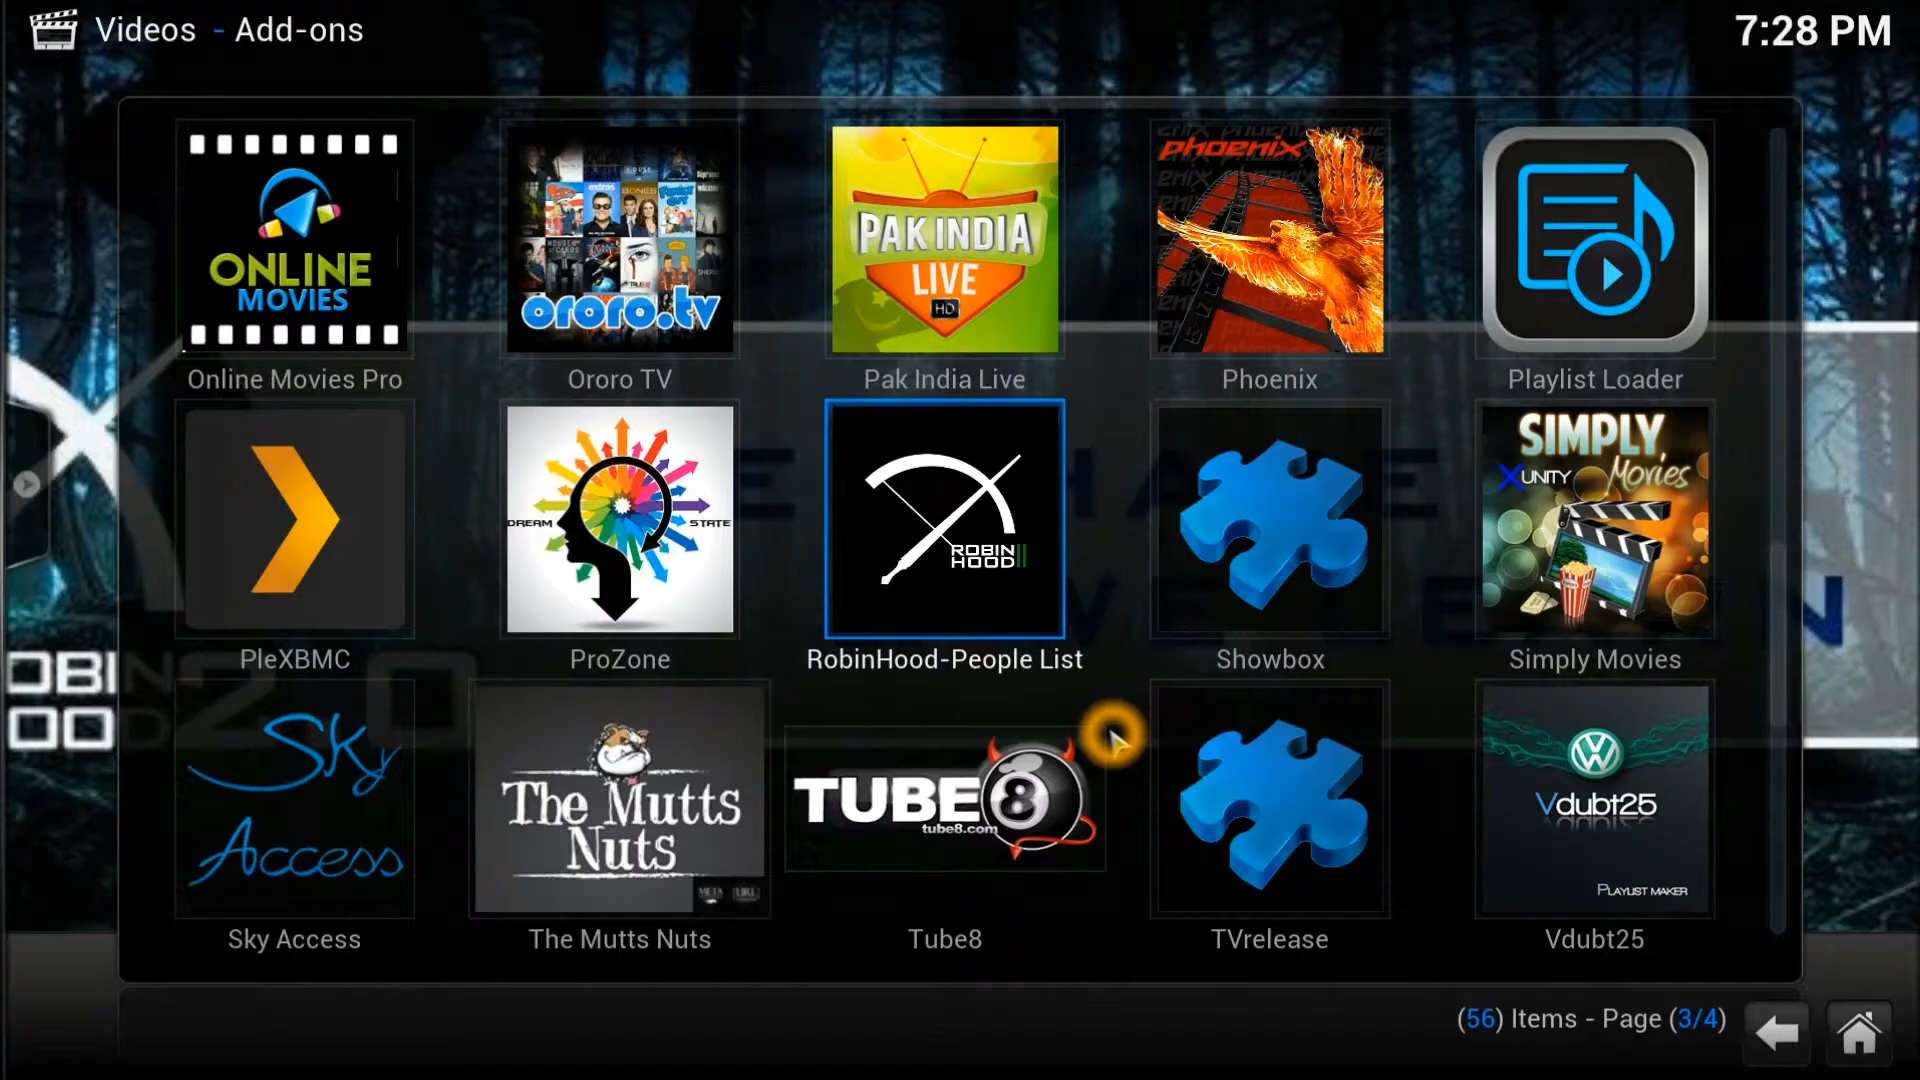 Videos - Add-ons
7:28 PM
ONLINE
MOVIES
ororo.tv
PAK INDIA
LIVE
HD
phoenix
Online Movies Pro
Ororo TV
Pak India Live
Phoenix
Playlist Loader
DREAM
STATE
ROBIN
HOOD
SIMPLY
XUNITY Movies
PleXBMC
ProZone
RobinHood-People List
Showbox
Simply Movies
Sky
Access
The Mutts
Nuts
TUBE 8
tube8.com
Vdubt25
PLAYLIST MAKER
Sky Access
The Mutts Nuts
Tube8
TVrelease
Vdubt25
(56) Items - Page (3/4)